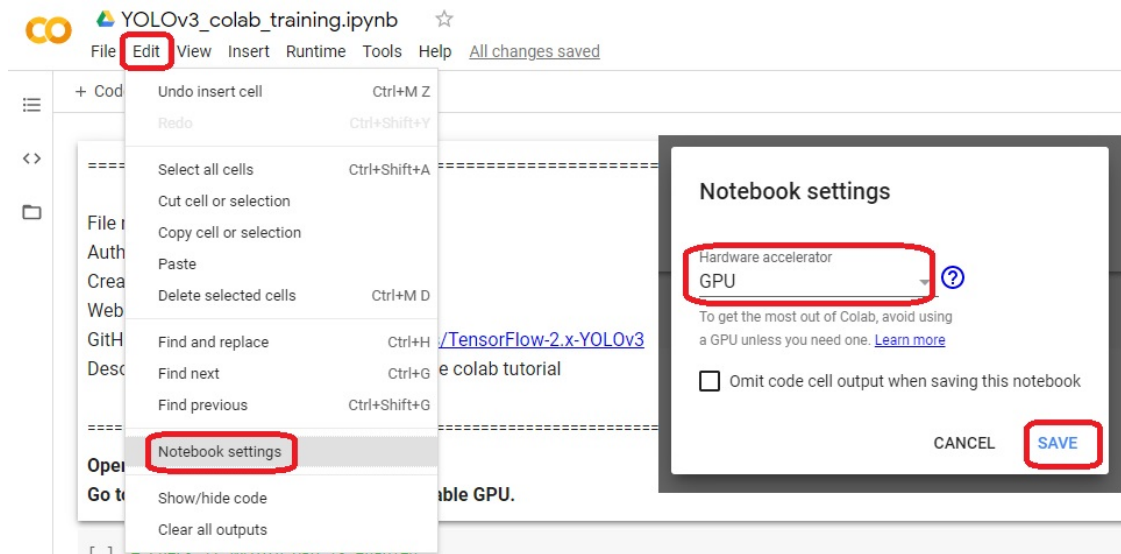 YOLOv3_colab_training.ipynb
File Edit View Insert Runtime Tools Help All changes saved
+ Cod
Undo insert cell Ctrl+M Z
Redo Ctrl+Shift+Y
Select all cells Ctrl+Shift+A
Cut cell or selection
Copy cell or selection
Paste
Delete selected cells Ctrl+M D
Find and replace Ctrl+H
Find next Ctrl+G
Find previous Ctrl+Shift+G
Notebook settings
Show/hide code
Clear all outputs
File
Auth
Crea
Web
GitH /TensorFlow-2.x-YOLOv3
Desc e colab tutorial
Oper
Go to able GPU.
Notebook settings
Hardware accelerator
GPU
To get the most out of Colab, avoid using
a GPU unless you need one. Learn more
Omit code cell output when saving this notebook
CANCEL SAVE